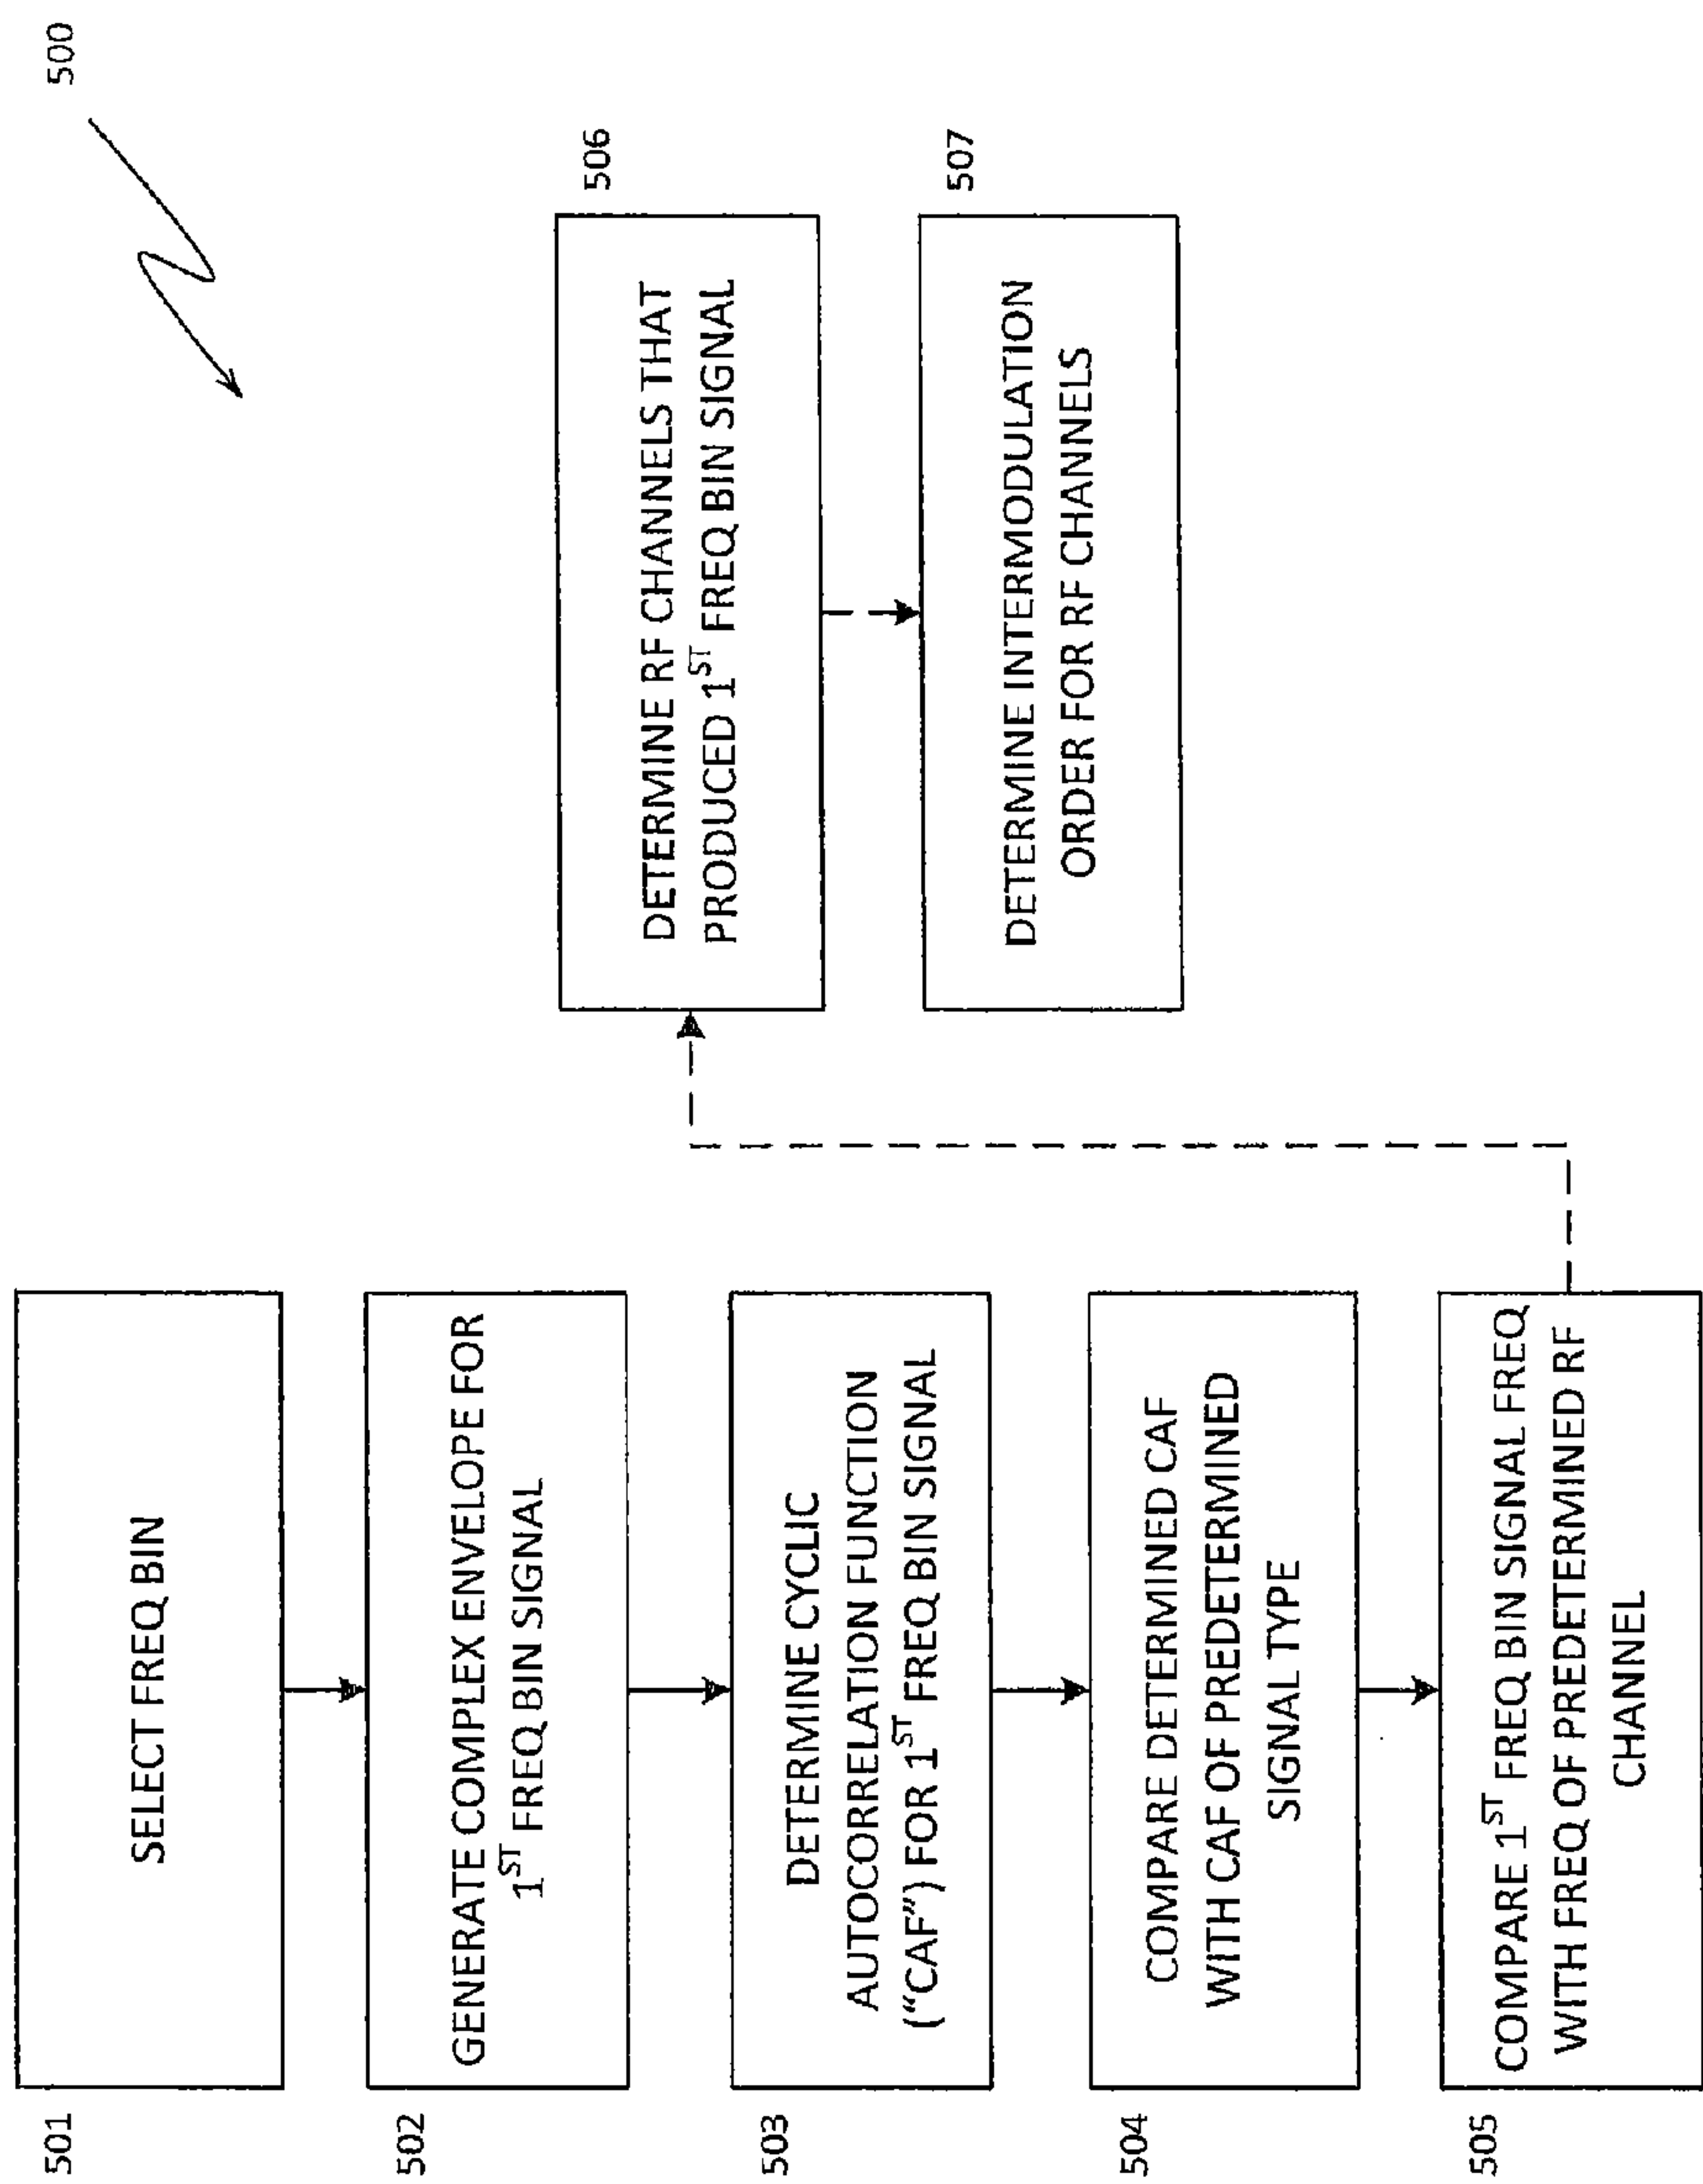 500
501
SELECT FREQ BIN
502
GENERATE COMPLEX ENVELOPE FOR
1ST FREQ BIN SIGNAL
503
DETERMINE CYCLIC
AUTOCORRELATION FUNCTION
("CAF") FOR 1ST FREQ BIN SIGNAL
504
COMPARE DETERMINED CAF
WITH CAF OF PREDETERMINED
SIGNAL TYPE
505
COMPARE 1ST FREQ BIN SIGNAL FREQ
WITH FREQ OF PREDETERMINED RF
CHANNEL
506
DETERMINE RF CHANNELS THAT
PRODUCED 1ST FREQ BIN SIGNAL
507
DETERMINE INTERMODULATION
ORDER FOR RF CHANNELS